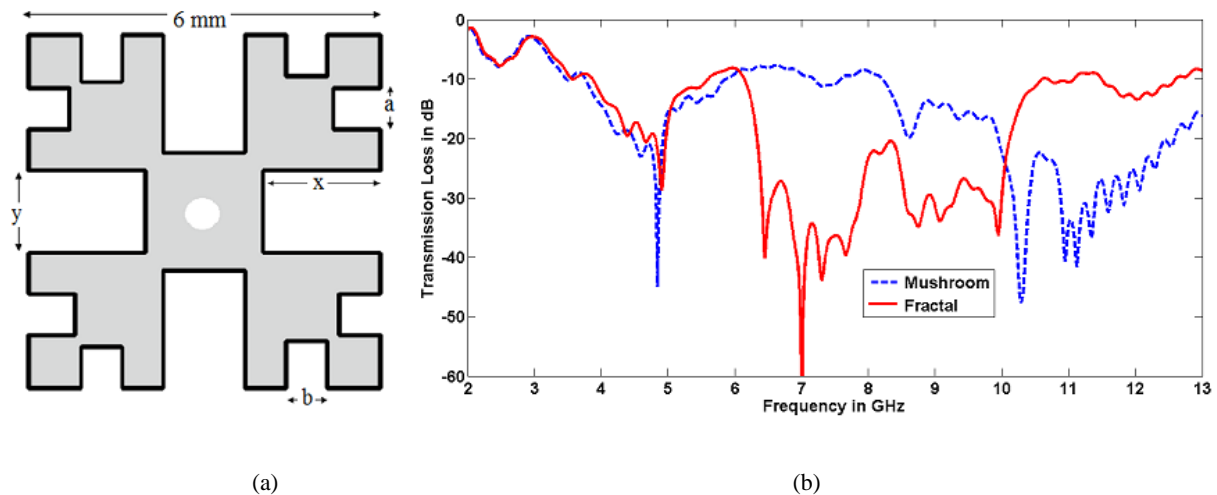 6 mm
a
x
y
b
(a)
Transmission Loss in dB
0
-10
-20
-30
-40
-50
-60
Mushroom
Fractal
2 3 4 5 6 7 8 9 10 11 12 13
Frequency in GHz
(b)